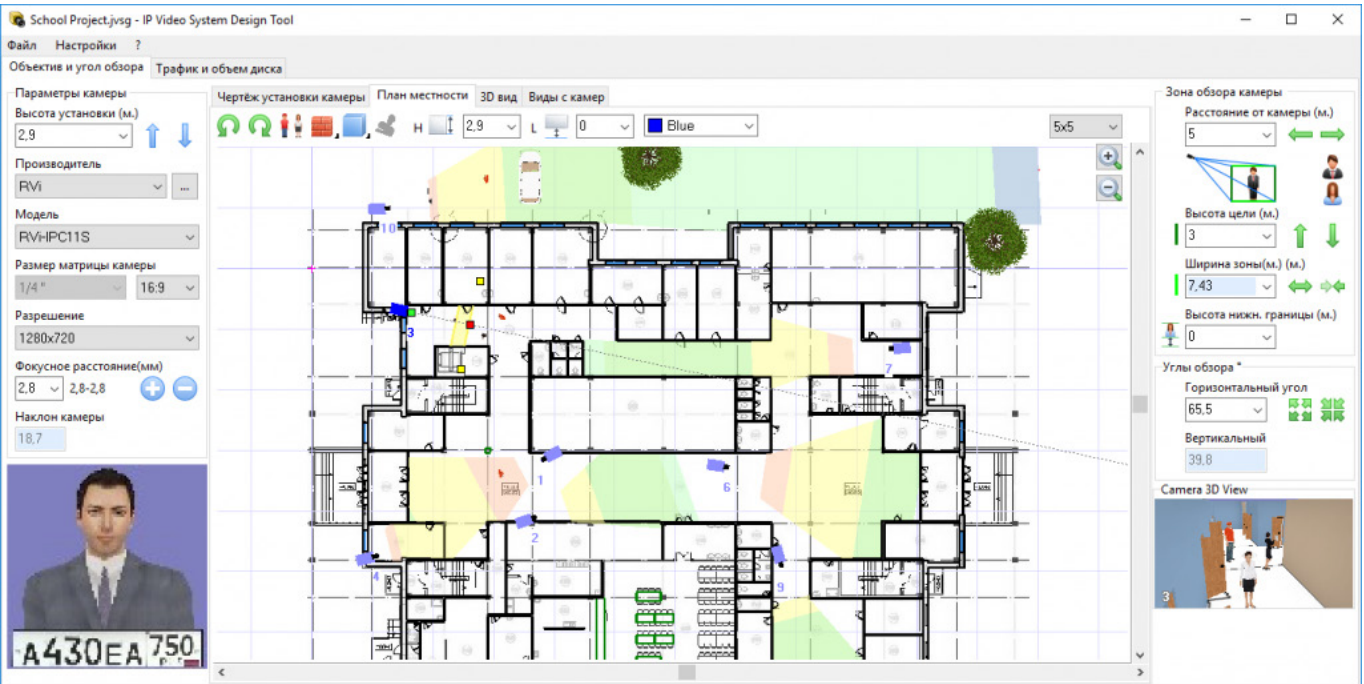 School Project.jvsg - IP Video System Design Tool
Файл Настройки ?
Объектив и угол обзора Трафик и объем диска
Параметры камеры
Высота установки (м.)
2,9
Производитель
RVi
...
Модель
RVi-IPC11S
Размер матрицы камеры
1/4 " 16:9
Разрешение
1280x720
Фокусное расстояние(мм)
2,8 2,8-2,8
Наклон камеры
18,7
А430ЕА 750
Чертёж установки камеры План местности 3D вид Виды с камер
H 2,9 L 0 Blue 5x5
10
3
7
1
6
2
4
9
Зона обзора камеры
Расстояние от камеры (м.)
5
Высота цели (м.)
3
Ширина зоны(м.) (м.)
7,43
Высота нижн. границы (м.)
0
Углы обзора *
Горизонтальный угол
65,5
Вертикальный
39,8
Camera 3D View
3